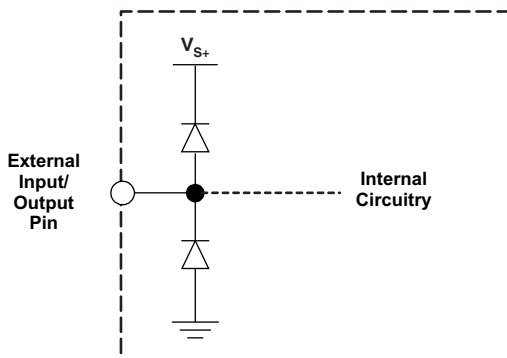 VS+
External
Input/
Output
Pin
Internal
Circuitry